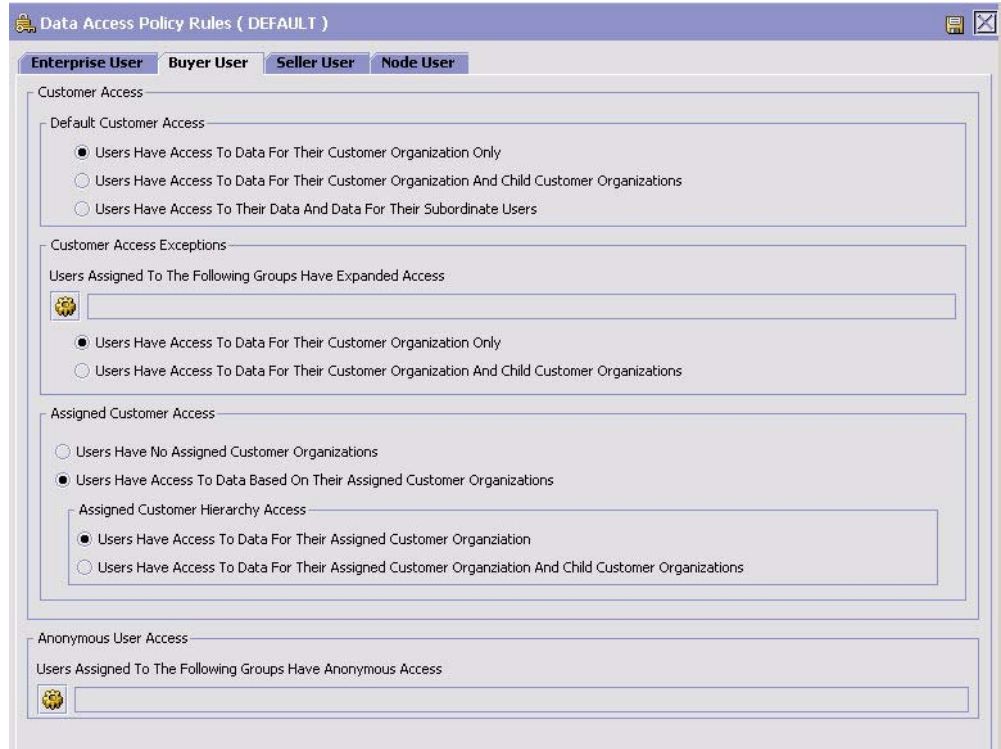 Data Access Policy Rules ( DEFAULT )
Enterprise User Buyer User Seller User Node User
Customer Access
Default Customer Access
Users Have Access To Data For Their Customer Organization Only
Users Have Access To Data For Their Customer Organization And Child Customer Organizations
Users Have Access To Their Data And Data For Their Subordinate Users
Customer Access Exceptions
Users Assigned To The Following Groups Have Expanded Access
Users Have Access To Data For Their Customer Organization Only
Users Have Access To Data For Their Customer Organization And Child Customer Organizations
Assigned Customer Access
Users Have No Assigned Customer Organizations
Users Have Access To Data Based On Their Assigned Customer Organizations
Assigned Customer Hierarchy Access
Users Have Access To Data For Their Assigned Customer Organziation
Users Have Access To Data For Their Assigned Customer Organziation And Child Customer Organizations
Anonymous User Access
Users Assigned To The Following Groups Have Anonymous Access